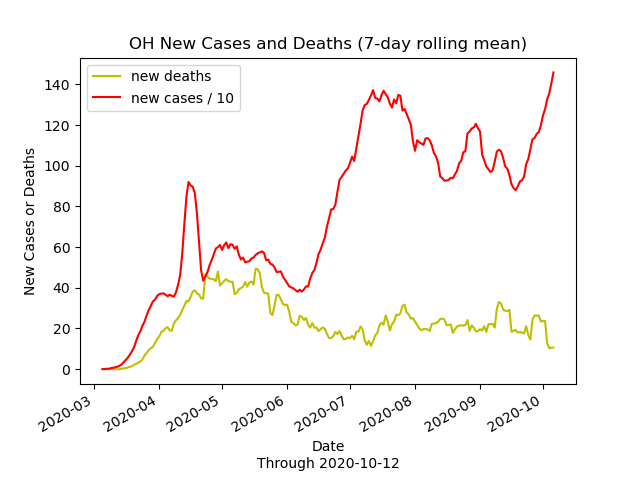 OH New Cases and Deaths (7-day rolling mean)
new deaths
new cases / 10
New Cases or Deaths
140
120
100
80
60
40
20
0
2020-03
2020-04
2020-05
2020-06
2020-07
2020-08
2020-09
2020-10
Date
Through 2020-10-12